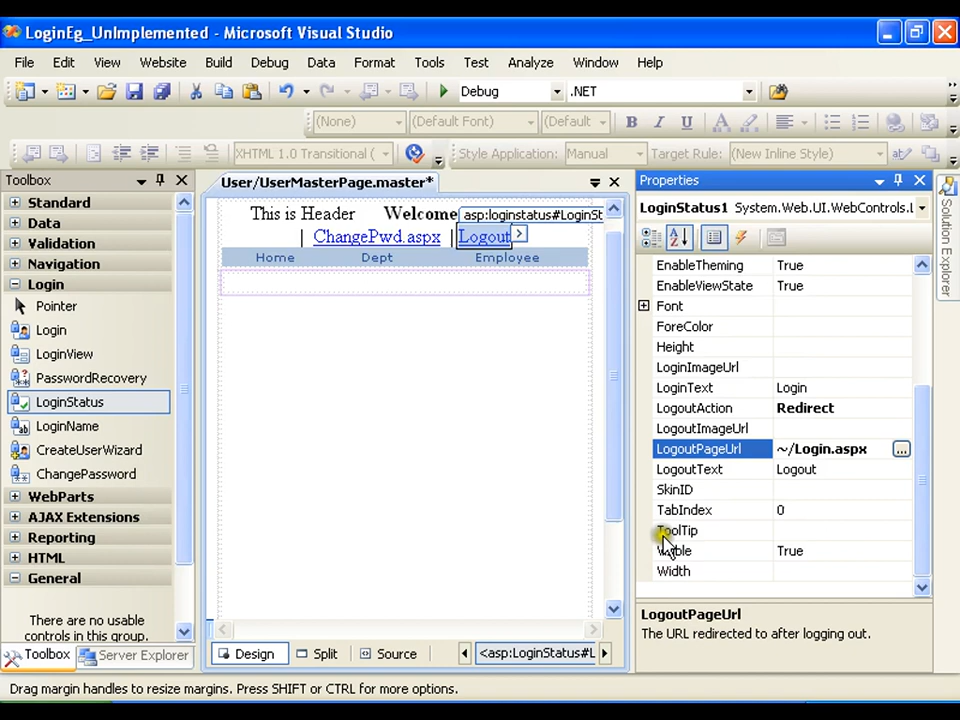 LoginEg_UnImplemented - Microsoft Visual Studio
File Edit View Website Build Debug Data Format Tools Test Analyze Window Help
Debug .NET
(None) (Default Font) (Default B I U A
XHTML 1.0 Transitional ( Style Application: Manual Target Rule: (New Inline Style)
Toolbox
Standard
Data
Validation
Navigation
Login
Pointer
Login
LoginView
PasswordRecovery
LoginStatus
LoginName
CreateUserWizard
ChangePassword
WebParts
AJAX Extensions
Reporting
HTML
General
There are no usable
controls in this group.
Toolbox Server Explorer
User/UserMasterPage.master*
This is Header Welcome asp:loginstatus#LoginSt
| ChangePwd.aspx | Logout
Home Dept Employee
Design Split Source <asp:LoginStatus#L
Properties
LoginStatus1 System.Web.UI.WebControls.L
EnableTheming True
EnableViewState True
Font
ForeColor
Height
LoginImageUrl
LoginText Login
LogoutAction Redirect
LogoutImageUrl
LogoutPageUrl ~/Login.aspx ...
LogoutText Logout
SkinID
TabIndex 0
ToolTip
Visible True
Width
LogoutPageUrl
The URL redirected to after logging out.
Solution Explorer
Drag margin handles to resize margins. Press SHIFT or CTRL for more options.